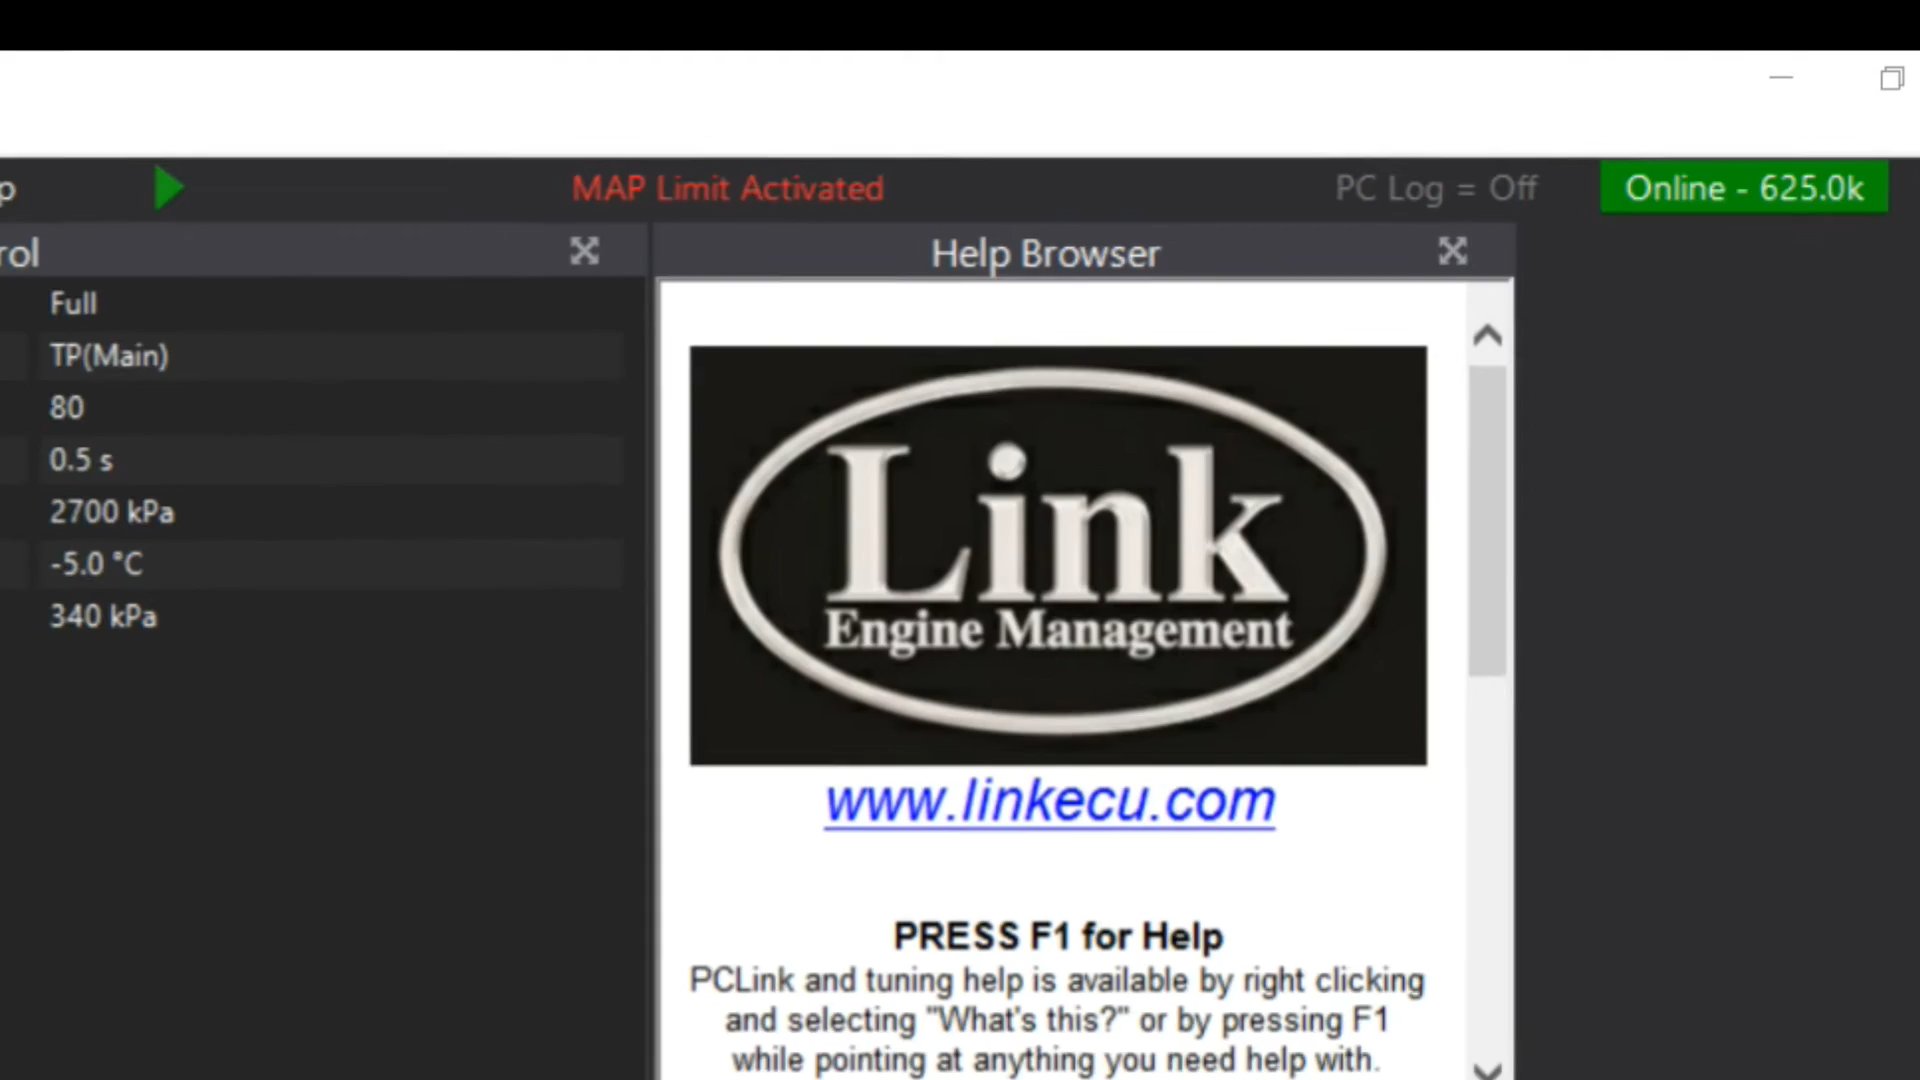 p
MAP Limit Activated
PC Log = Off
Online - 625.0k
rol
Help Browser
Full
TP(Main)
80
0.5 s
2700 kPa
-5.0 °C
340 kPa
Link
Engine Management
www.linkecu.com
PRESS F1 for Help
PCLink and tuning help is available by right clicking
and selecting "What's this?" or by pressing F1
while pointing at anything you need help with.